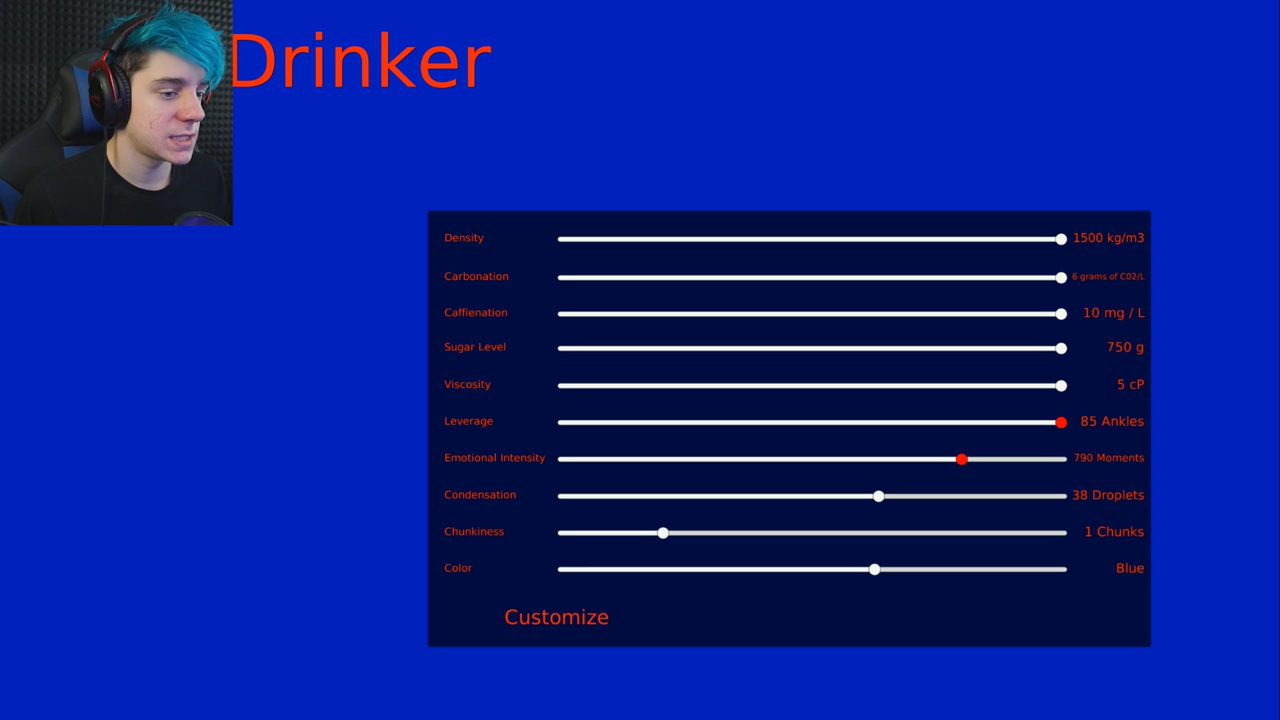 Drinker
Density 1500 kg/m3
Carbonation 6 grams of C02/L
Caffienation 10 mg / L
Sugar Level 750 g
Viscosity 5 cP
Leverage 85 Ankles
Emotional Intensity 790 Moments
Condensation 38 Droplets
Chunkiness 1 Chunks
Color Blue
Customize